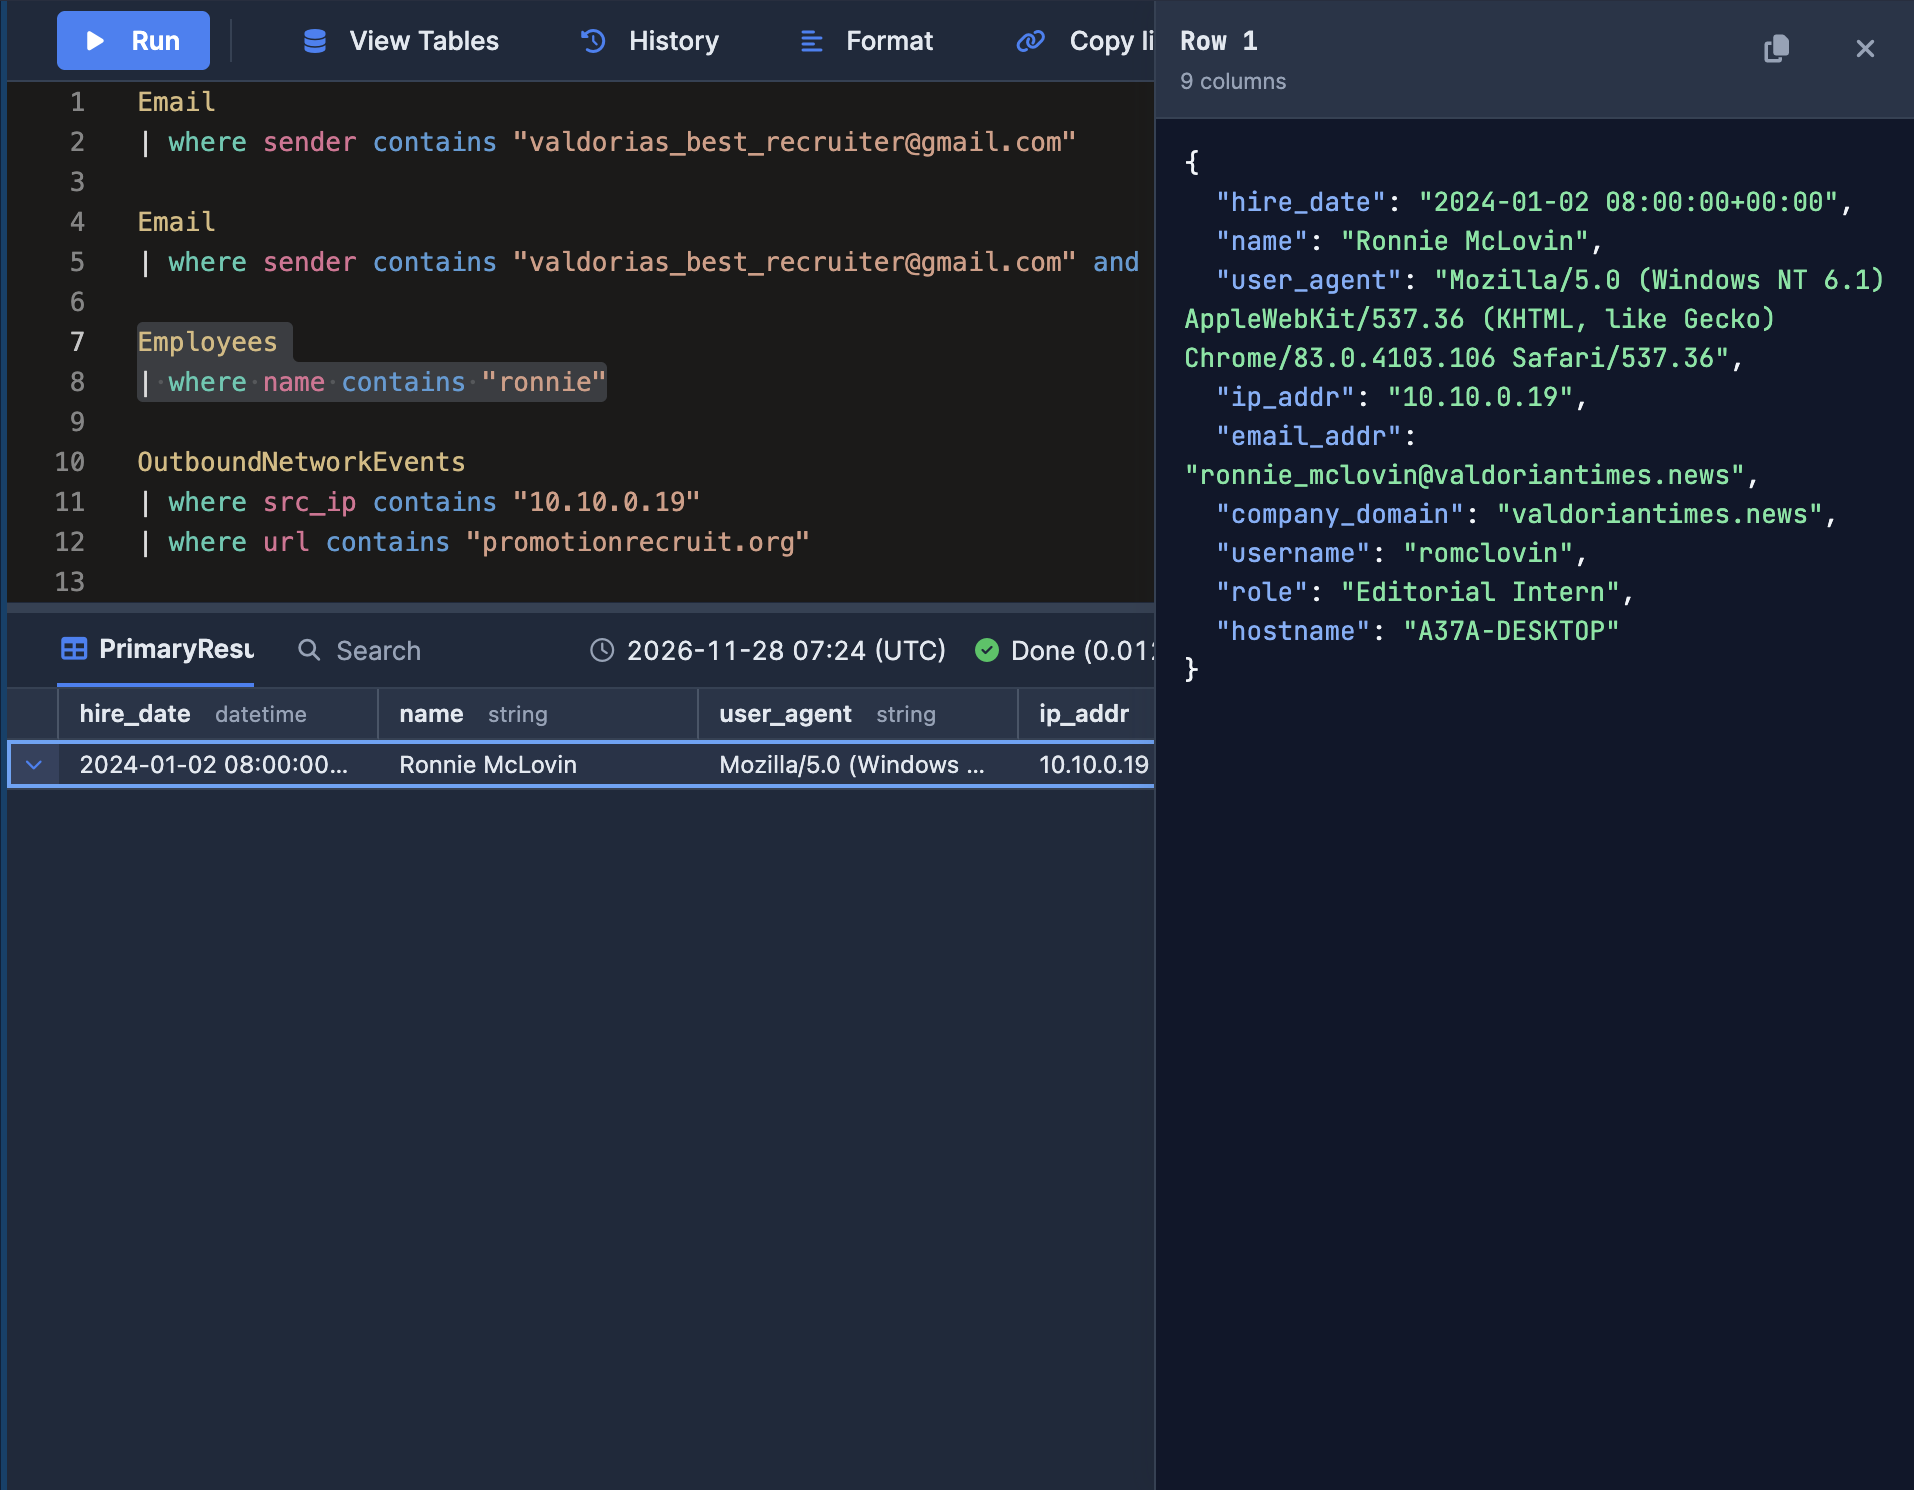 Run
View Tables
History
Format
Copy li
1 Email
2 | where sender contains "valdorias_best_recruiter@gmail.com"
3
4 Email
5 | where sender contains "valdorias_best_recruiter@gmail.com" and
6
7 Employees
8 | where name contains "ronnie"
9
10 OutboundNetworkEvents
11 | where src_ip contains "10.10.0.19"
12 | where url contains "promotionrecruit.org"
13
PrimaryResu
Search
2026-11-28 07:24 (UTC)
Done (0.012
hire_date datetime name string user_agent string ip_addr
2024-01-02 08:00:00... Ronnie McLovin Mozilla/5.0 (Windows ... 10.10.0.19
Row 1
9 columns
{
"hire_date": "2024-01-02 08:00:00+00:00",
"name": "Ronnie McLovin",
"user_agent": "Mozilla/5.0 (Windows NT 6.1)
AppleWebKit/537.36 (KHTML, like Gecko)
Chrome/83.0.4103.106 Safari/537.36",
"ip_addr": "10.10.0.19",
"email_addr":
"ronnie_mclovin@valdoriantimes.news",
"company_domain": "valdoriantimes.news",
"username": "romclovin",
"role": "Editorial Intern",
"hostname": "A37A-DESKTOP"
}